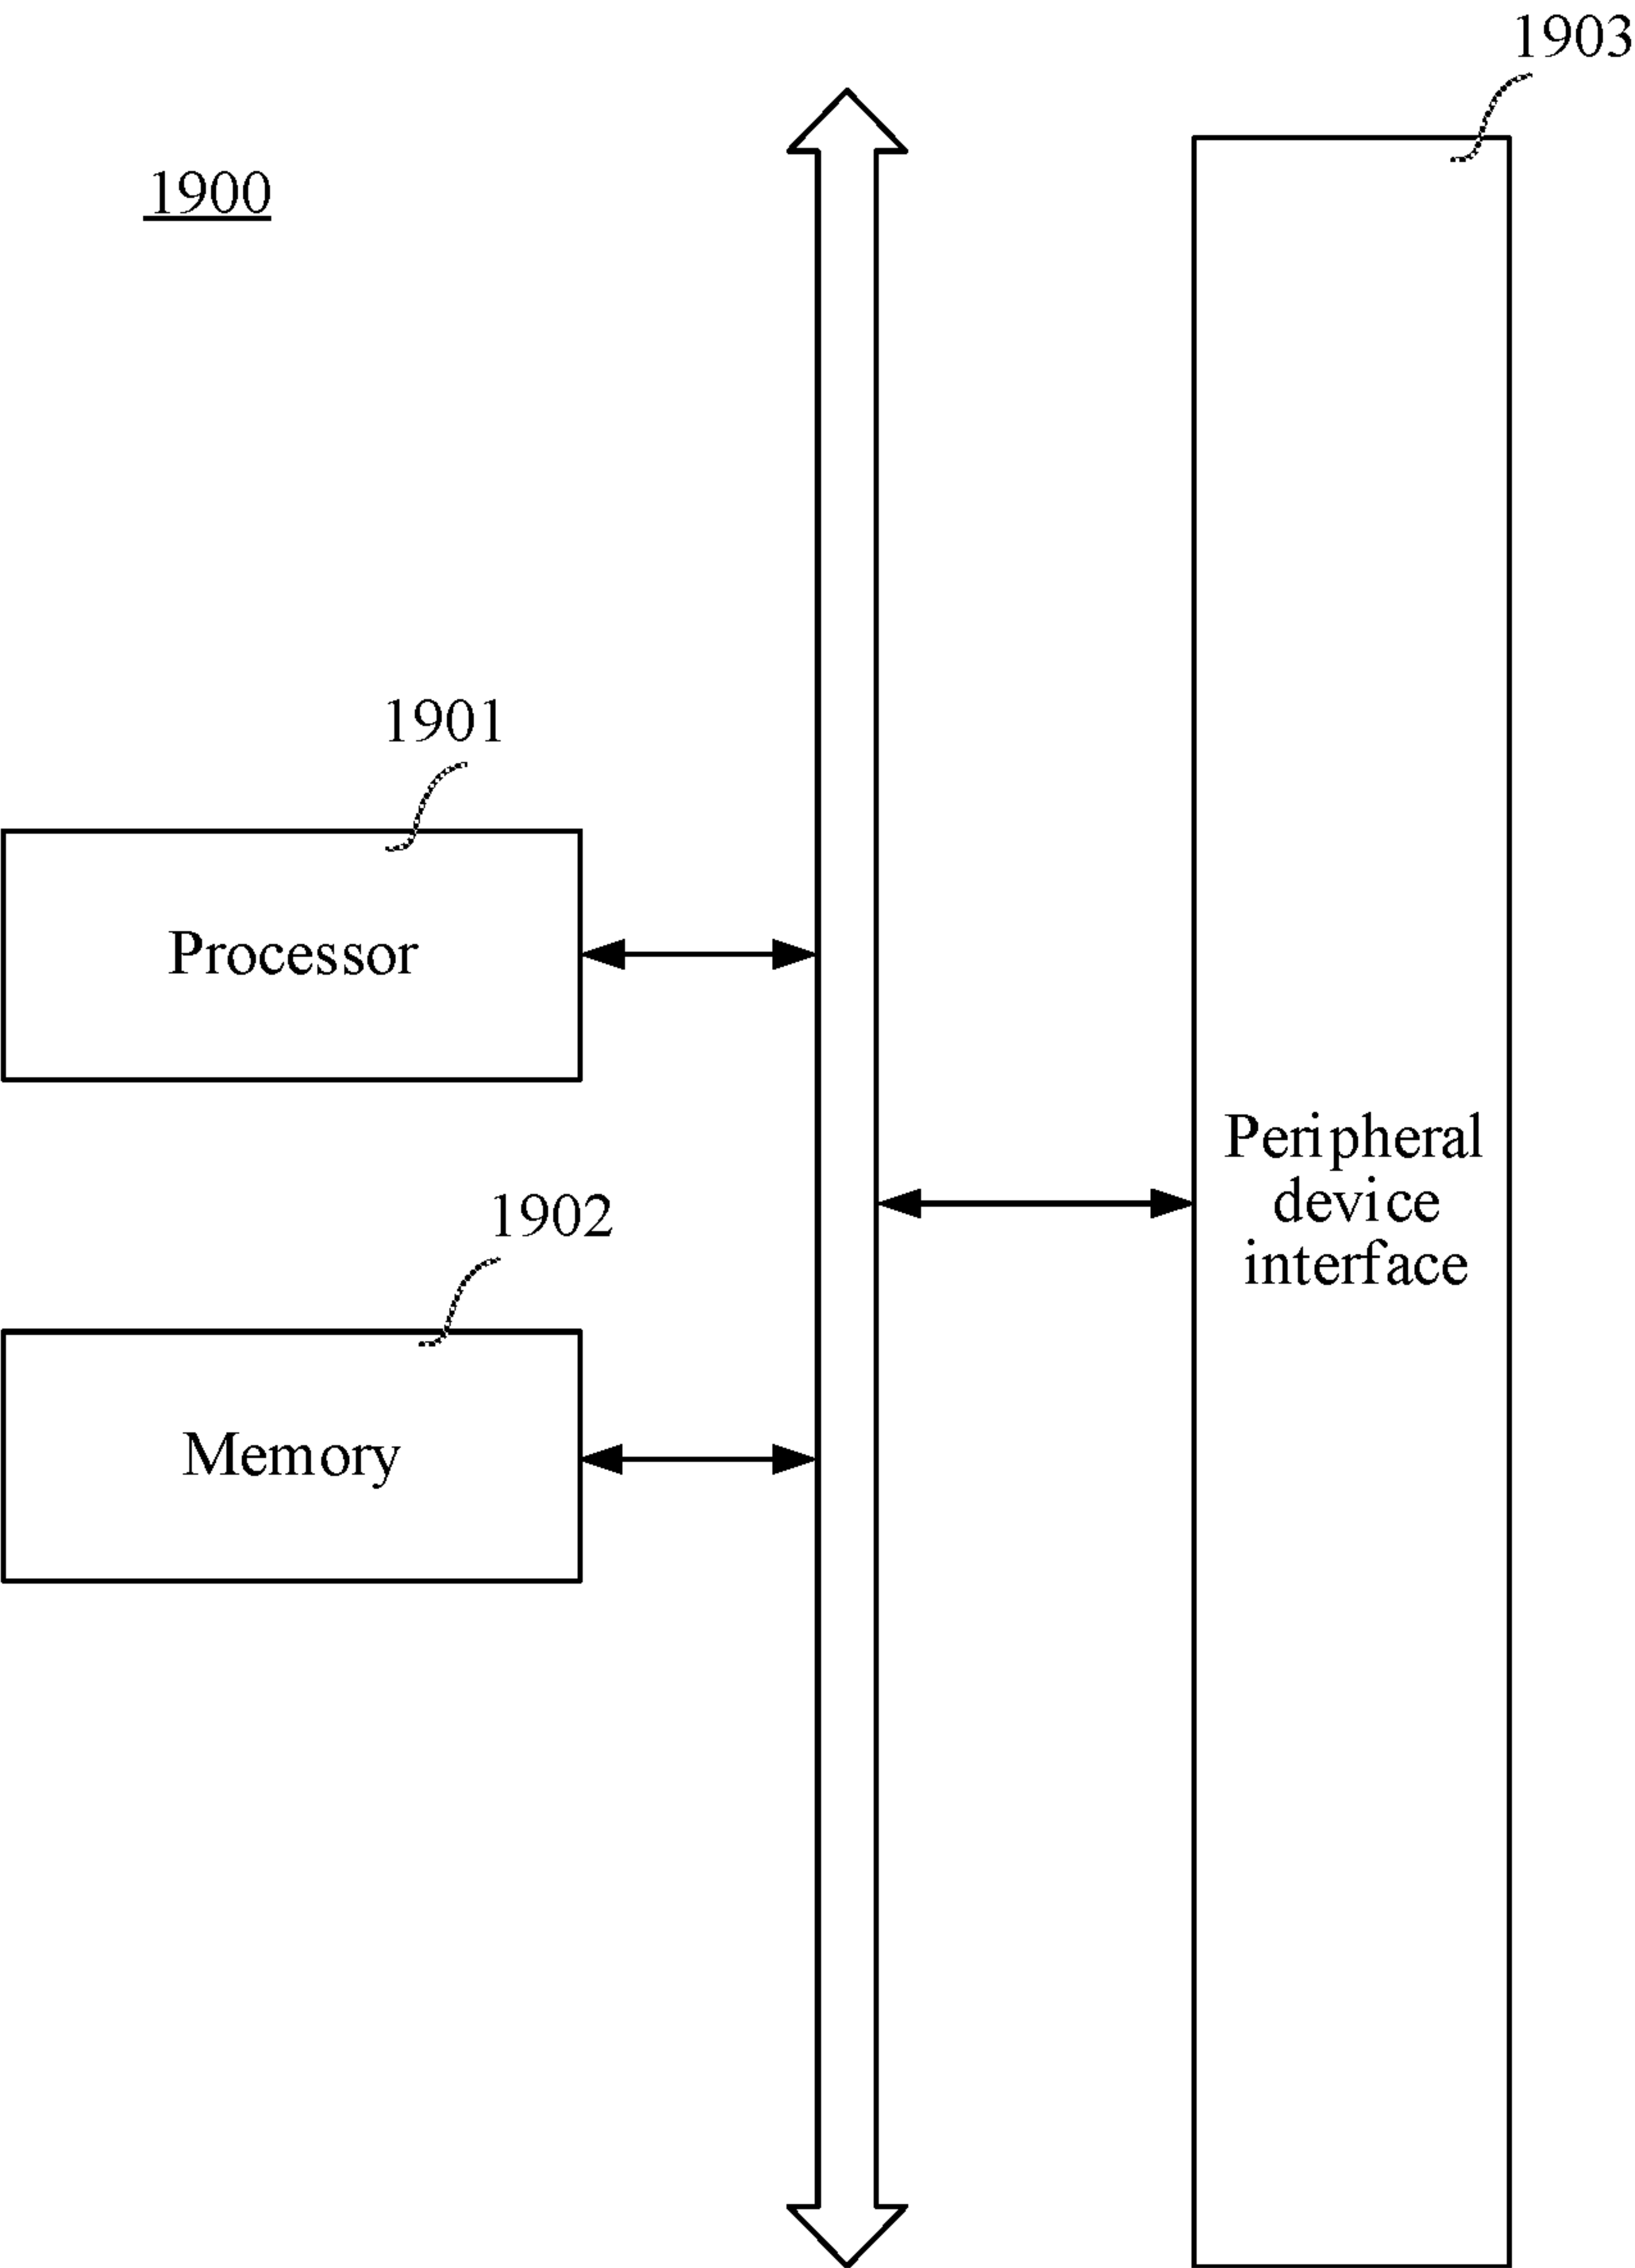 1903
1900
1901
Processor
Peripheral
device
interface
1902
Memory